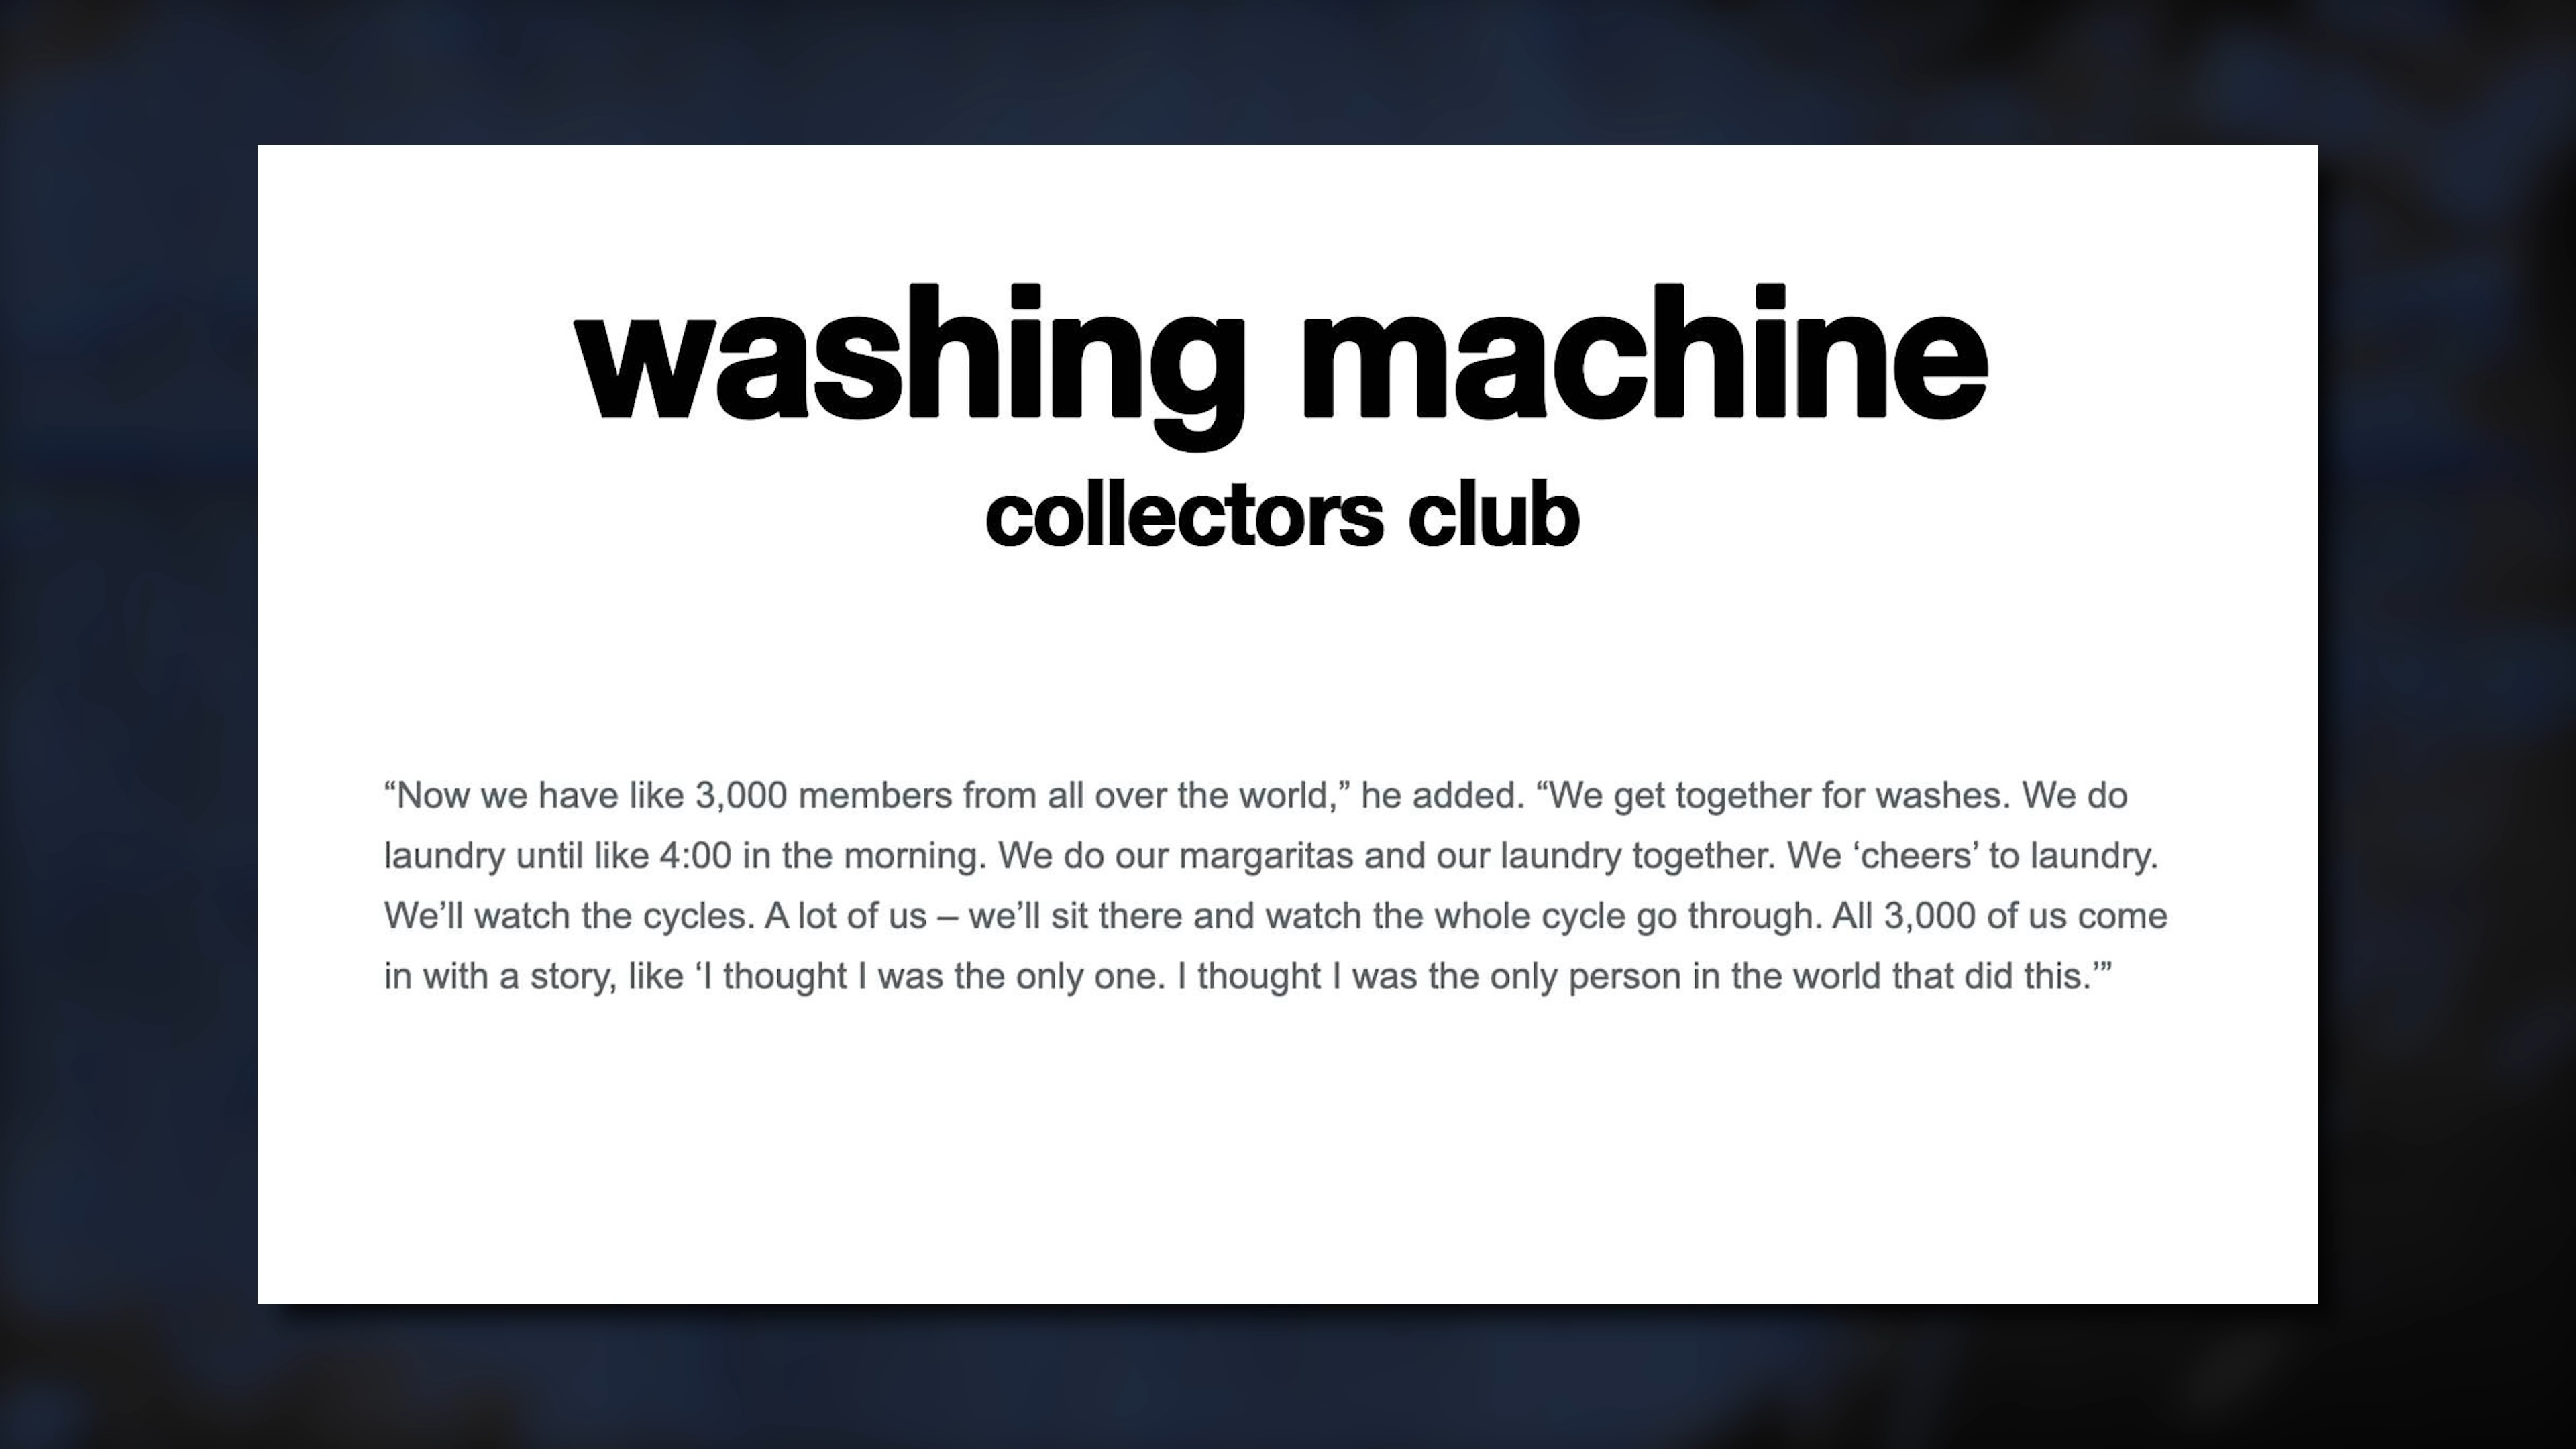 washing machine
collectors club
“Now we have like 3,000 members from all over the world,” he added. “We get together for washes. We do
laundry until like 4:00 in the morning. We do our margaritas and our laundry together. We ‘cheers’ to laundry.
We’ll watch the cycles. A lot of us – we’ll sit there and watch the whole cycle go through. All 3,000 of us come
in with a story, like ‘I thought I was the only one. I thought I was the only person in the world that did this.’”